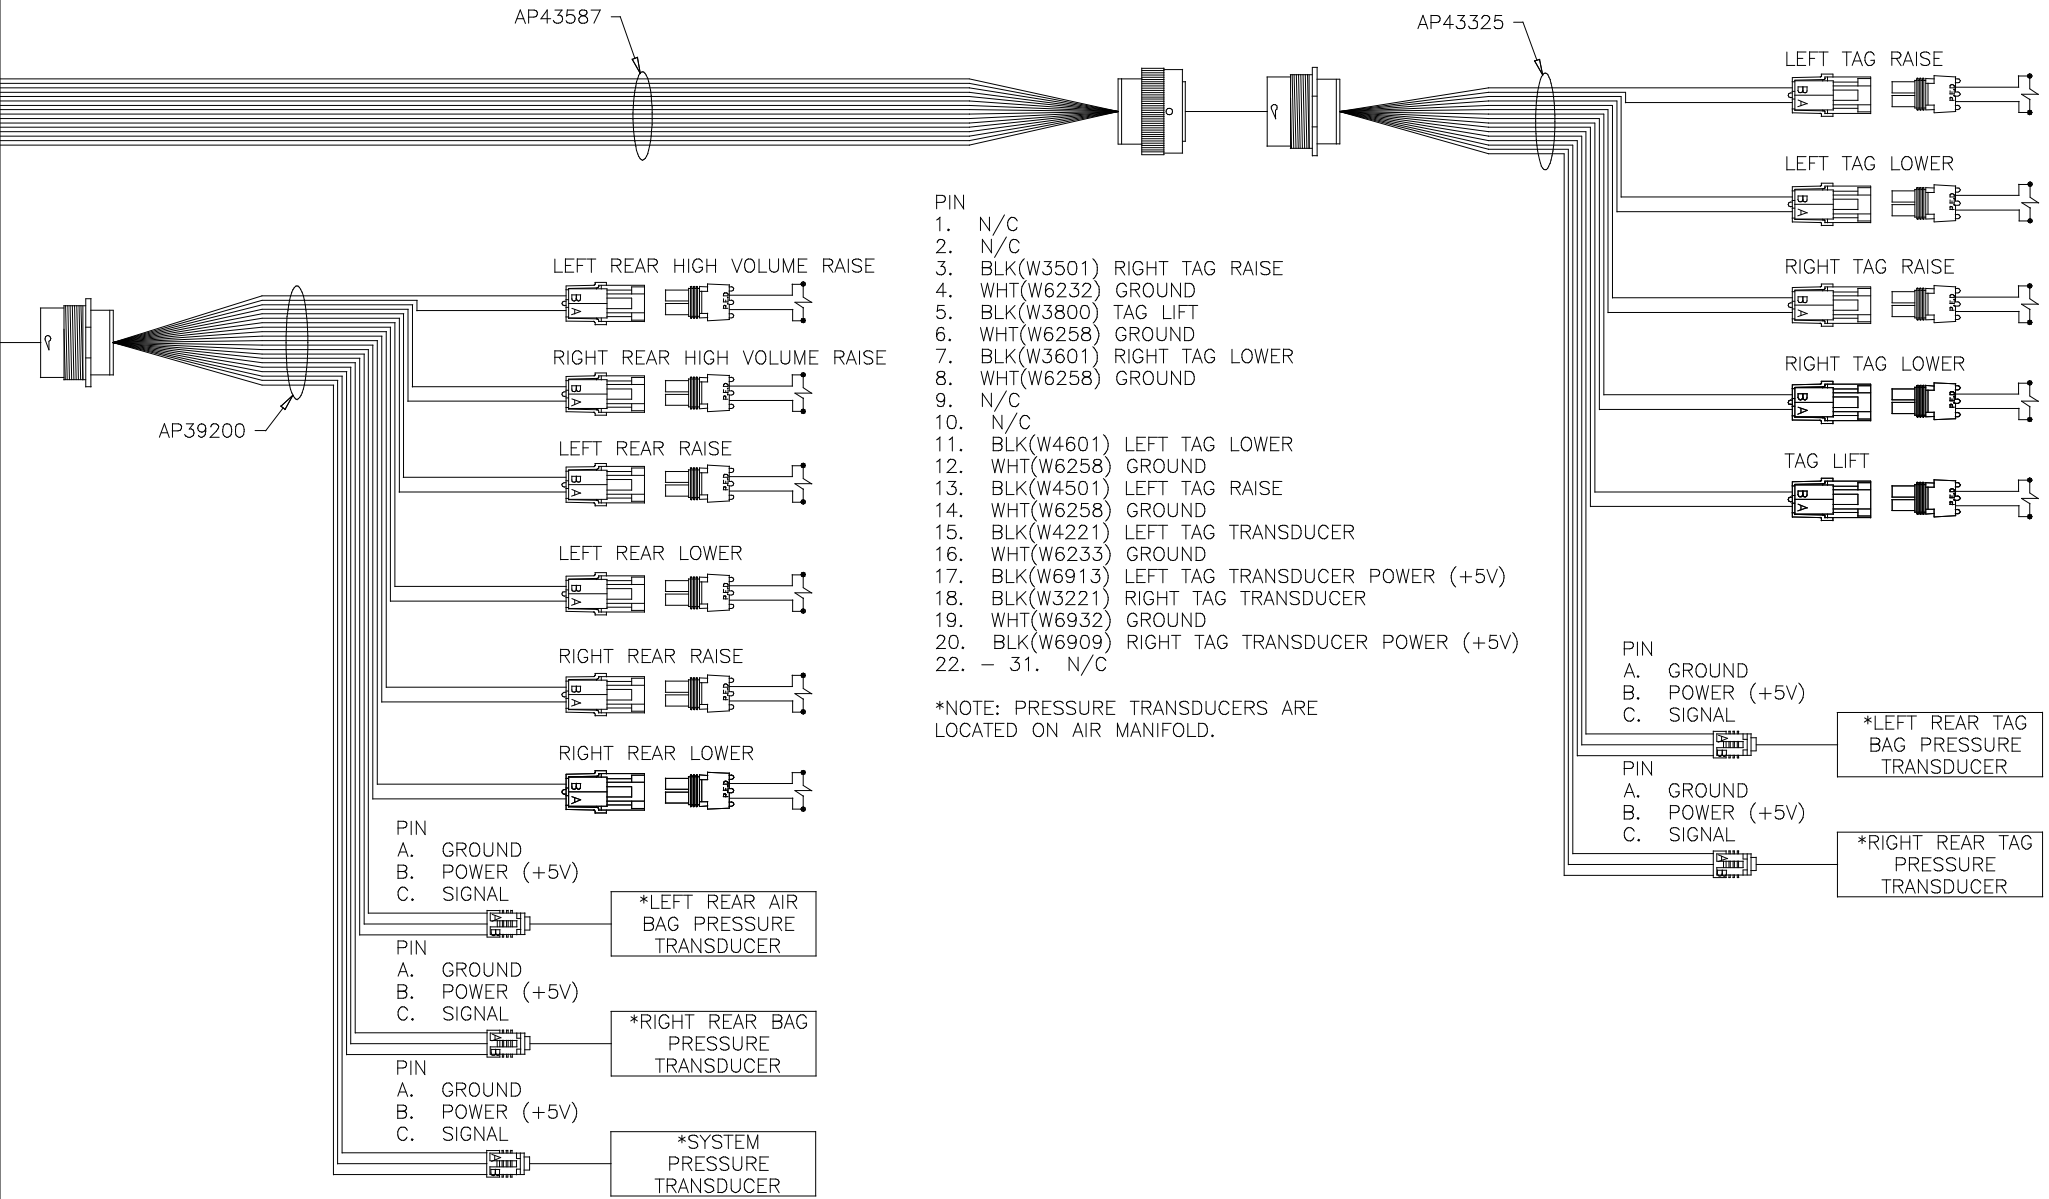 AP43587
AP43325
LEFT TAG RAISE
B
A
P.E.D
LEFT TAG LOWER
B
A
P.E.D
RIGHT TAG RAISE
B
A
P.E.D
RIGHT TAG LOWER
B
A
P.E.D
TAG LIFT
B
A
P.E.D
PIN
A. GROUND
B. POWER (+5V)
C. SIGNAL
A
B
*LEFT REAR TAG
BAG PRESSURE
TRANSDUCER
PIN
A. GROUND
B. POWER (+5V)
C. SIGNAL
A
B
*RIGHT REAR TAG
PRESSURE
TRANSDUCER
PIN
1. N/C
2. N/C
3. BLK(W3501) RIGHT TAG RAISE
4. WHT(W6232) GROUND
5. BLK(W3800) TAG LIFT
6. WHT(W6258) GROUND
7. BLK(W3601) RIGHT TAG LOWER
8. WHT(W6258) GROUND
9. N/C
10. N/C
11. BLK(W4601) LEFT TAG LOWER
12. WHT(W6258) GROUND
13. BLK(W4501) LEFT TAG RAISE
14. WHT(W6258) GROUND
15. BLK(W4221) LEFT TAG TRANSDUCER
16. WHT(W6233) GROUND
17. BLK(W6913) LEFT TAG TRANSDUCER POWER (+5V)
18. BLK(W3221) RIGHT TAG TRANSDUCER
19. WHT(W6932) GROUND
20. BLK(W6909) RIGHT TAG TRANSDUCER POWER (+5V)
22. – 31. N/C
*NOTE: PRESSURE TRANSDUCERS ARE
LOCATED ON AIR MANIFOLD.
AP39200
LEFT REAR HIGH VOLUME RAISE
B
A
P.E.D
RIGHT REAR HIGH VOLUME RAISE
B
A
P.E.D
LEFT REAR RAISE
B
A
P.E.D
LEFT REAR LOWER
B
A
P.E.D
RIGHT REAR RAISE
B
A
P.E.D
RIGHT REAR LOWER
B
A
P.E.D
PIN
A. GROUND
B. POWER (+5V)
C. SIGNAL
A
B
*LEFT REAR AIR
BAG PRESSURE
TRANSDUCER
PIN
A. GROUND
B. POWER (+5V)
C. SIGNAL
A
B
*RIGHT REAR BAG
PRESSURE
TRANSDUCER
PIN
A. GROUND
B. POWER (+5V)
C. SIGNAL
A
B
*SYSTEM
PRESSURE
TRANSDUCER